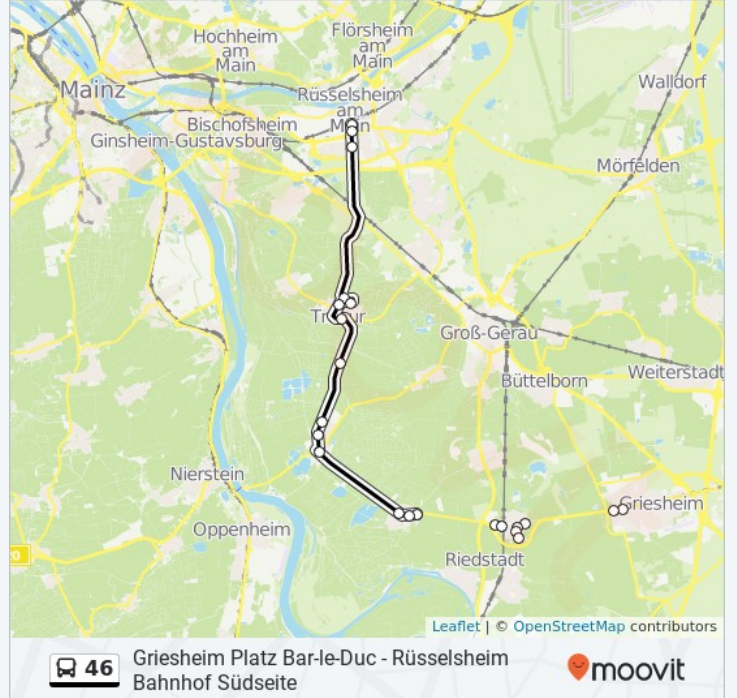 Hochheim
am
Main
Flörsheim
am
Main
Walldorf
Mainz
Rüsselsheim
am
Main
Bischofsheim
Ginsheim-Gustavsburg
Mörfelden
Groß-Gerau
Weiterstadt
Büttelborn
Nierstein
Griesheim
Oppenheim
Riedstadt
Leaflet | © OpenStreetMap contributors
46
Griesheim Platz Bar-le-Duc - Rüsselsheim
Bahnhof Südseite
moovit